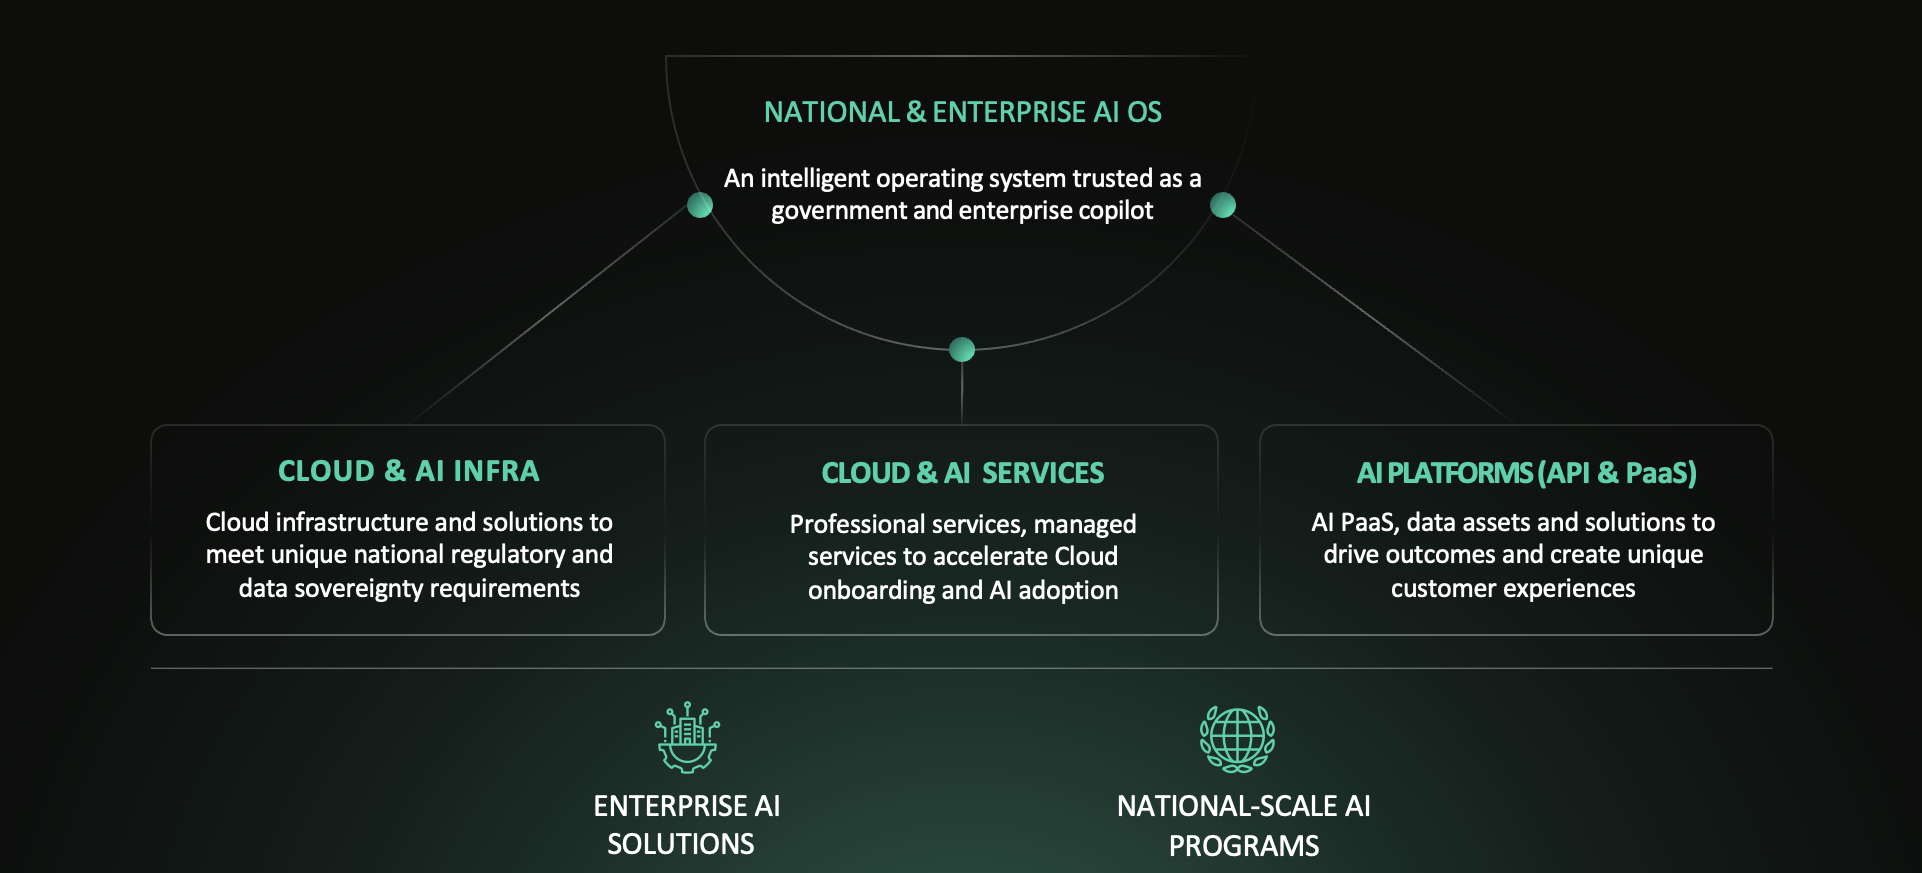 NATIONAL & ENTERPRISE AI OS
An intelligent operating system trusted as a
government and enterprise copilot
CLOUD & AI INFRA
Cloud infrastructure and solutions to
meet unique national regulatory and
data sovereignty requirements
CLOUD & AI SERVICES
Professional services, managed
services to accelerate Cloud
onboarding and AI adoption
AI PLATFORMS (API & PaaS)
AI PaaS, data assets and solutions to
drive outcomes and create unique
customer experiences
ENTERPRISE AI
SOLUTIONS
NATIONAL-SCALE AI
PROGRAMS